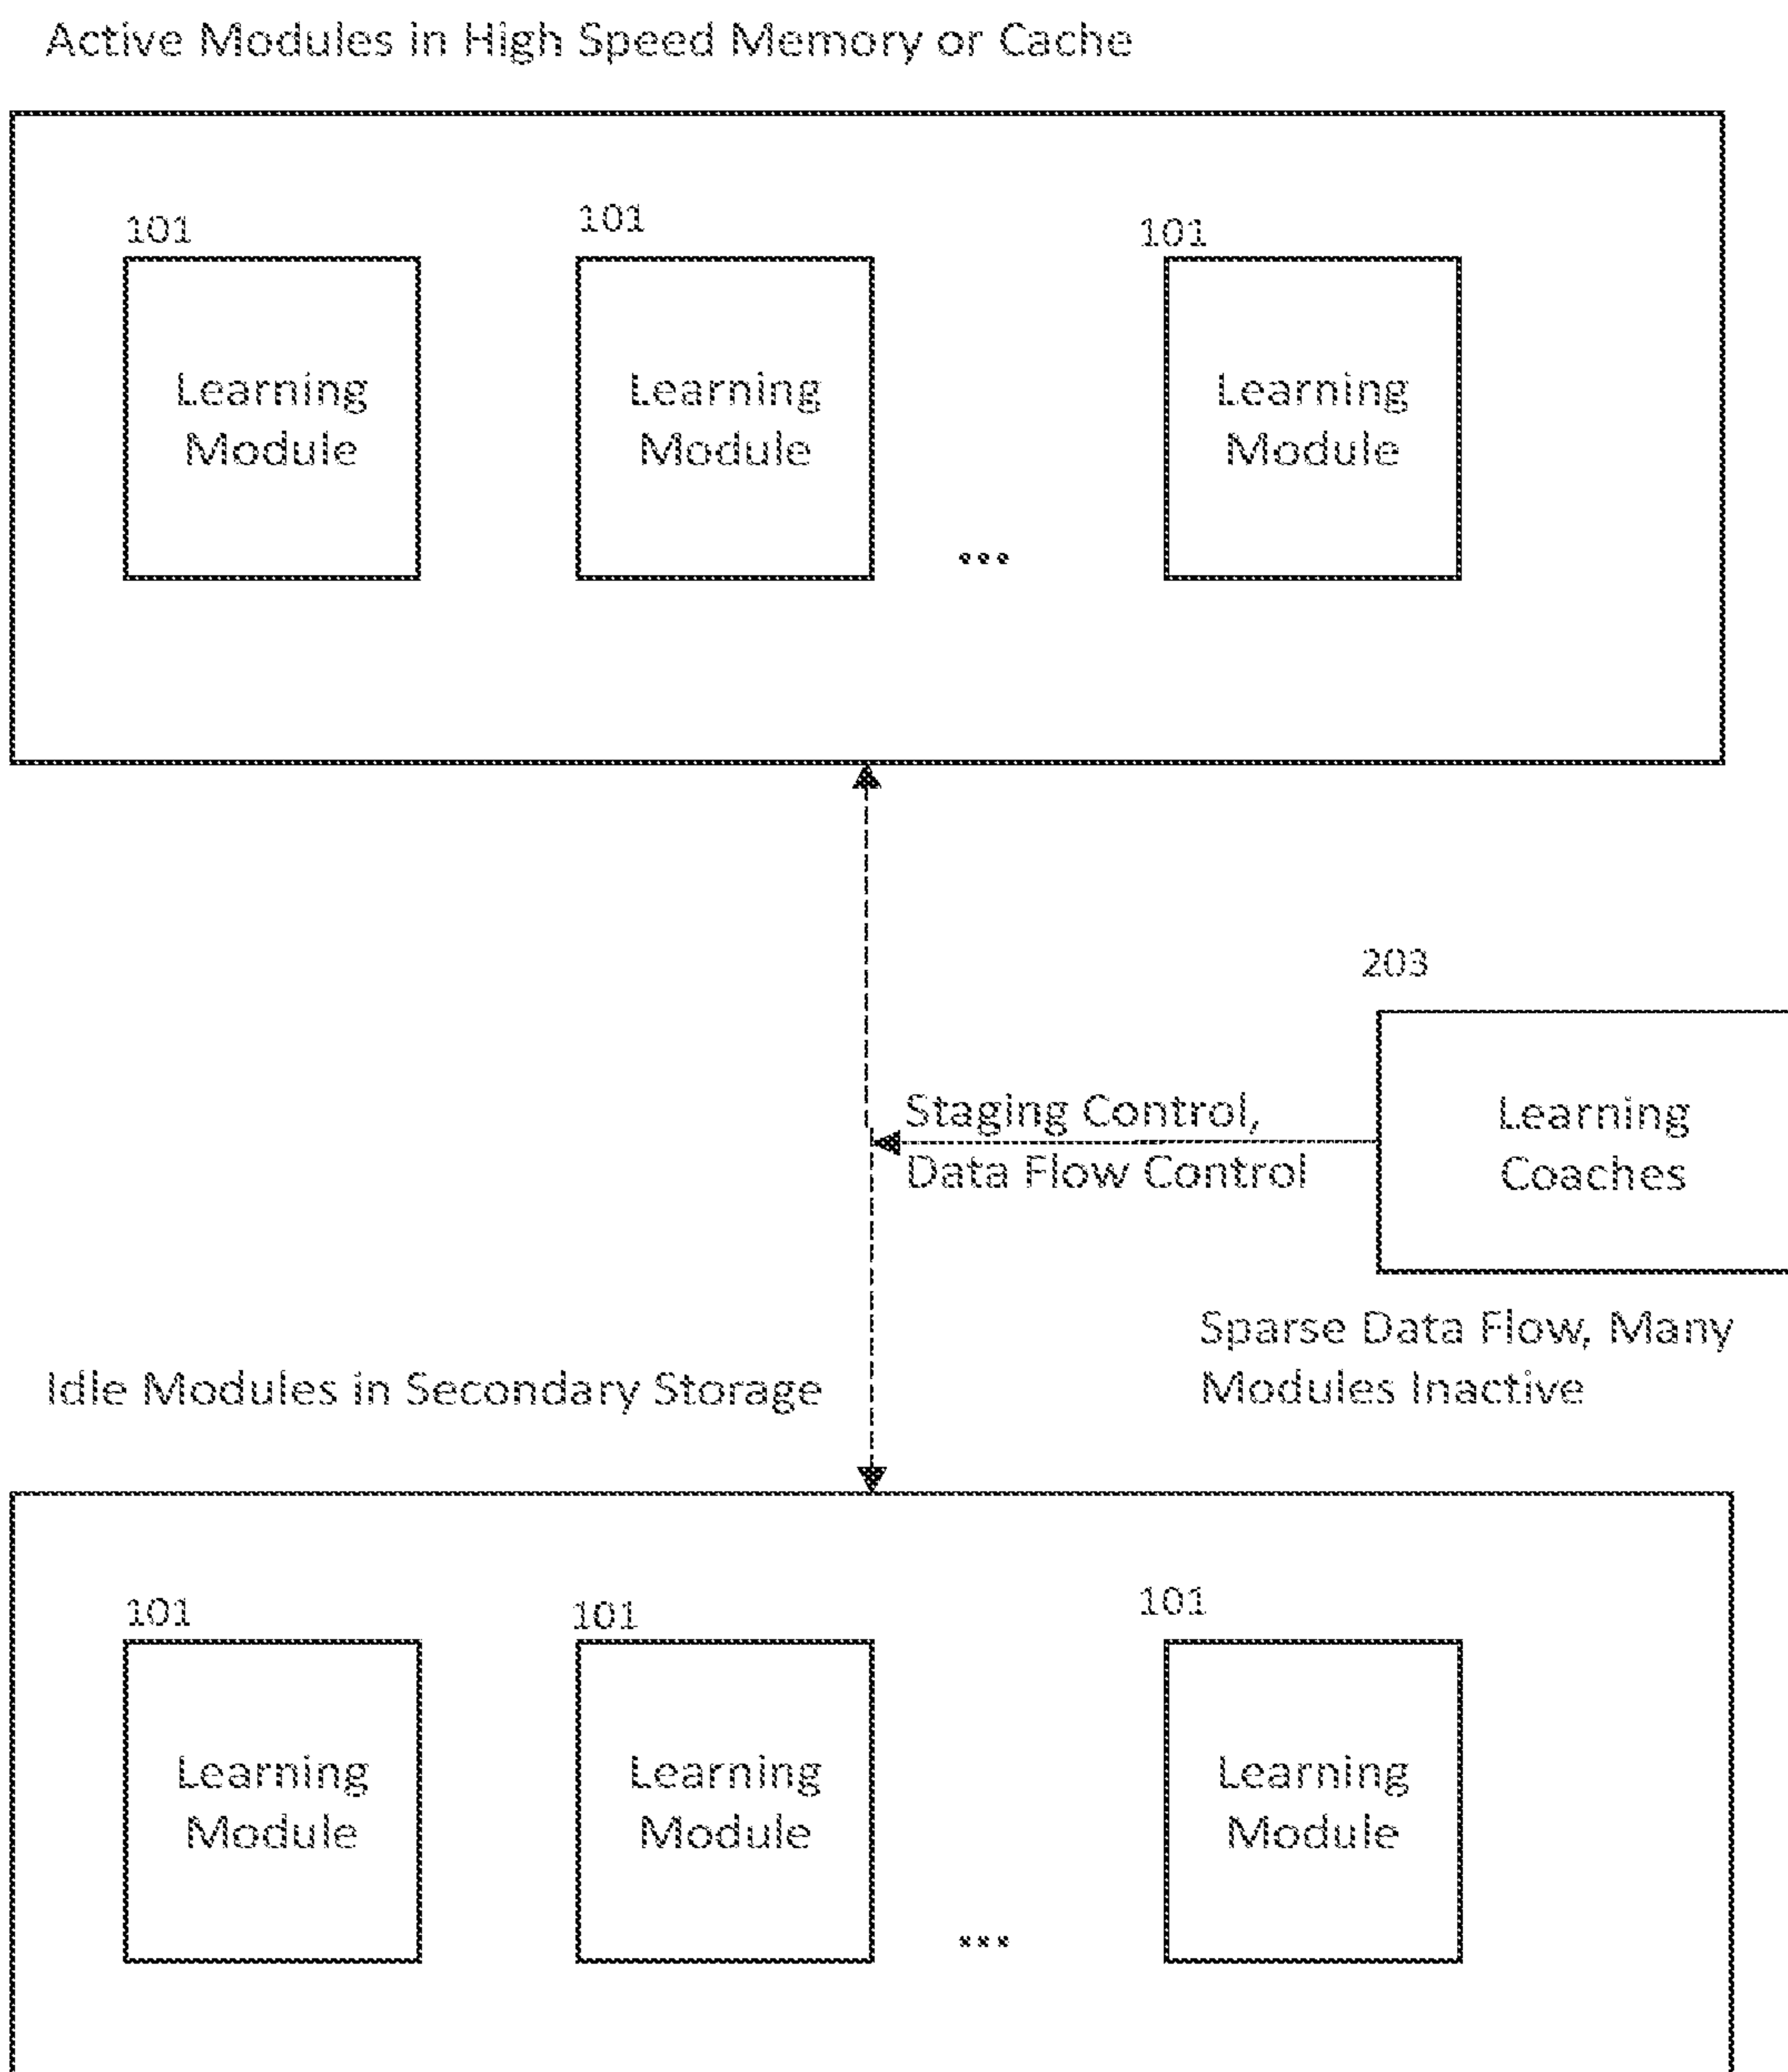 Active Modules in High Speed Memory or Cache
101
101
101
Learning
Module
Learning
Module
Learning
Module
...
203
Learning
Coaches
Staging Control,
Data Flow Control
Sparse Data Flow, Many
Modules Inactive
Idle Modules in Secondary Storage
101
101
101
Learning
Module
Learning
Module
Learning
Module
...